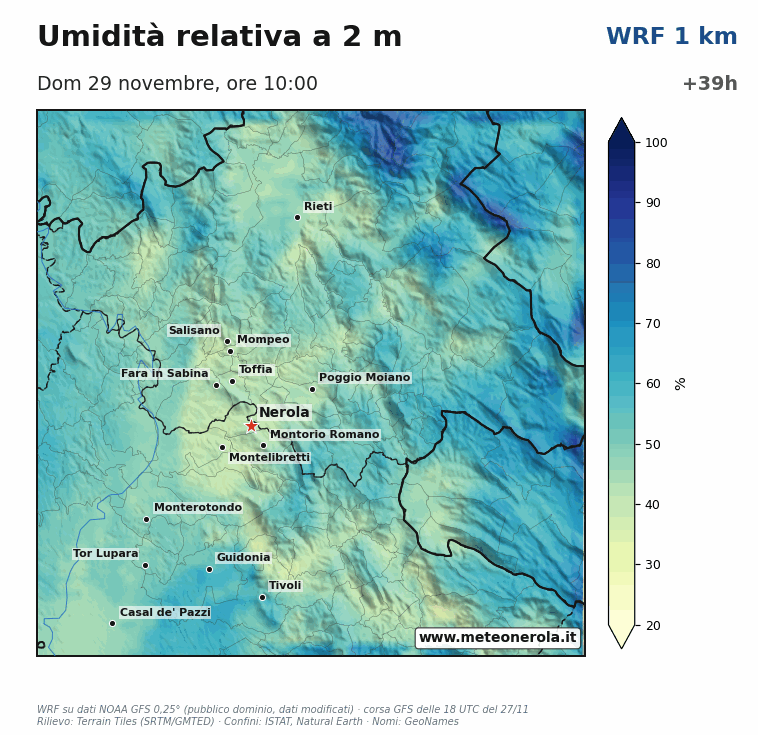 Umidità relativa a 2 m
WRF 1 km
Dom 29 novembre, ore 10:00
+39h
Rieti
Salisano
Mompeo
Toffia
Fara in Sabina
Poggio Moiano
Nerola
Montorio Romano
Montelibretti
Monterotondo
Tor Lupara
Guidonia
Tivoli
Casal de' Pazzi
www.meteonerola.it
100
90
80
70
60
50
40
30
20
%
WRF su dati NOAA GFS 0,25° (pubblico dominio, dati modificati) · corsa GFS delle 18 UTC del 27/11
Rilievo: Terrain Tiles (SRTM/GMTED) · Confini: ISTAT, Natural Earth · Nomi: GeoNames